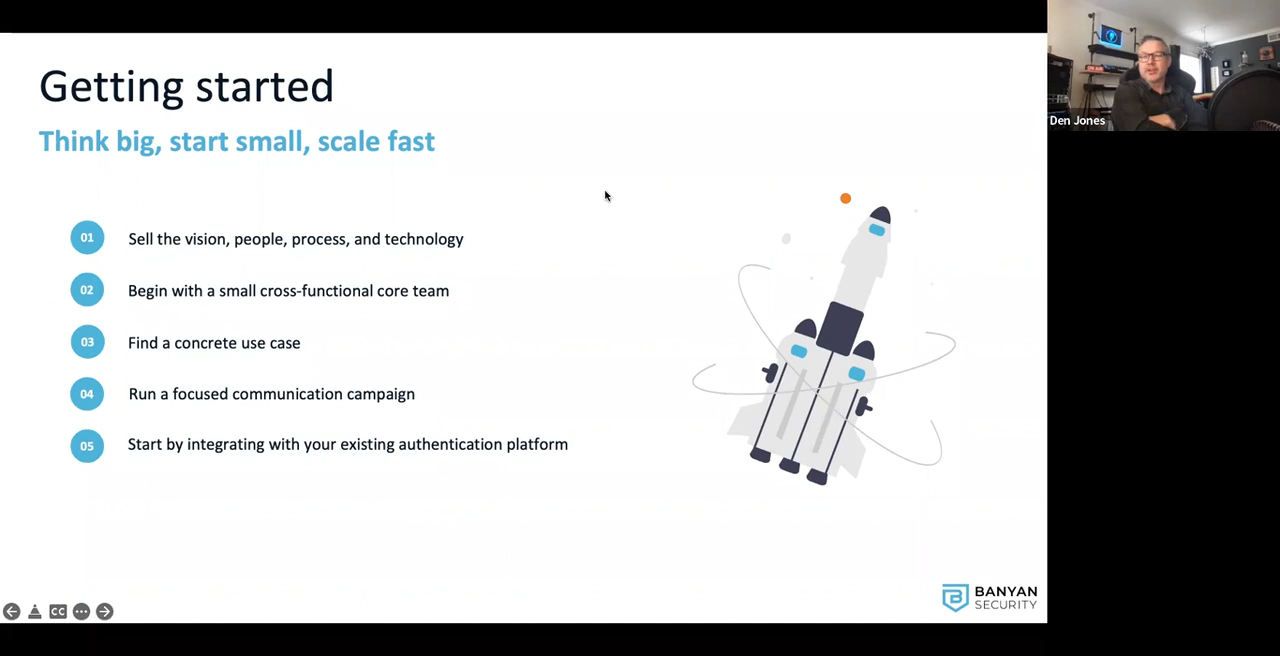 Getting started
Think big, start small, scale fast
01 Sell the vision, people, process, and technology
02 Begin with a small cross-functional core team
03 Find a concrete use case
04 Run a focused communication campaign
05 Start by integrating with your existing authentication platform
BANYAN
SECURITY
CC
Den Jones